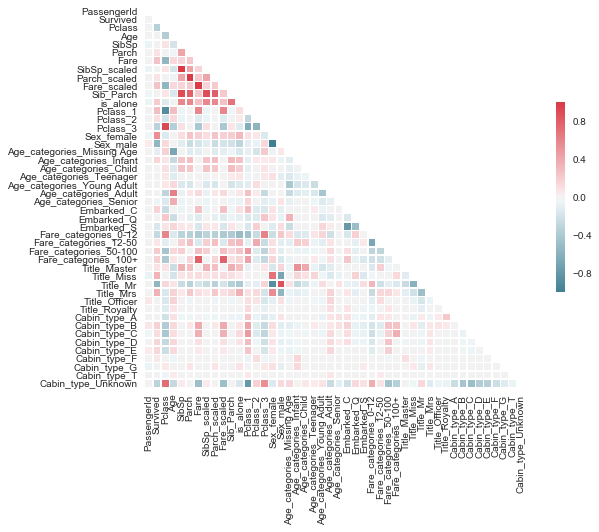 PassengerId
Survived
Pclass
Age
SibSp
Parch
Fare
SibSp_scaled
Parch_scaled
Fare_scaled
Sib_Parch
is_alone
Pclass_1
Pclass_2
Pclass_3
Sex_female
Sex_male
Age_categories_Missing Age
Age_categories_Infant
Age_categories_Child
Age_categories_Teenager
Age_categories_Young Adult
Age_categories_Adult
Age_categories_Senior
Embarked_C
Embarked_Q
Embarked_S
Fare_categories_0-12
Fare_categories_12-50
Fare_categories_50-100
Fare_categories_100+
Title_Master
Title_Miss
Title_Mr
Title_Mrs
Title_Officer
Title_Royalty
Cabin_type_A
Cabin_type_B
Cabin_type_C
Cabin_type_D
Cabin_type_E
Cabin_type_F
Cabin_type_G
Cabin_type_T
Cabin_type_Unknown
PassengerId
Survived
Pclass
Age
SibSp
Parch
Fare
SibSp_scaled
Parch_scaled
Fare_scaled
Sib_Parch
is_alone
Pclass_1
Pclass_2
Pclass_3
Sex_female
Sex_male
Age_categories_Missing Age
Age_categories_Infant
Age_categories_Child
Age_categories_Teenager
Age_categories_Young Adult
Age_categories_Adult
Age_categories_Senior
Embarked_C
Embarked_Q
Embarked_S
Fare_categories_0-12
Fare_categories_12-50
Fare_categories_50-100
Fare_categories_100+
Title_Master
Title_Miss
Title_Mr
Title_Mrs
Title_Officer
Title_Royalty
Cabin_type_A
Cabin_type_B
Cabin_type_C
Cabin_type_D
Cabin_type_E
Cabin_type_F
Cabin_type_G
Cabin_type_T
Cabin_type_Unknown
0.8
0.4
0.0
−0.4
−0.8